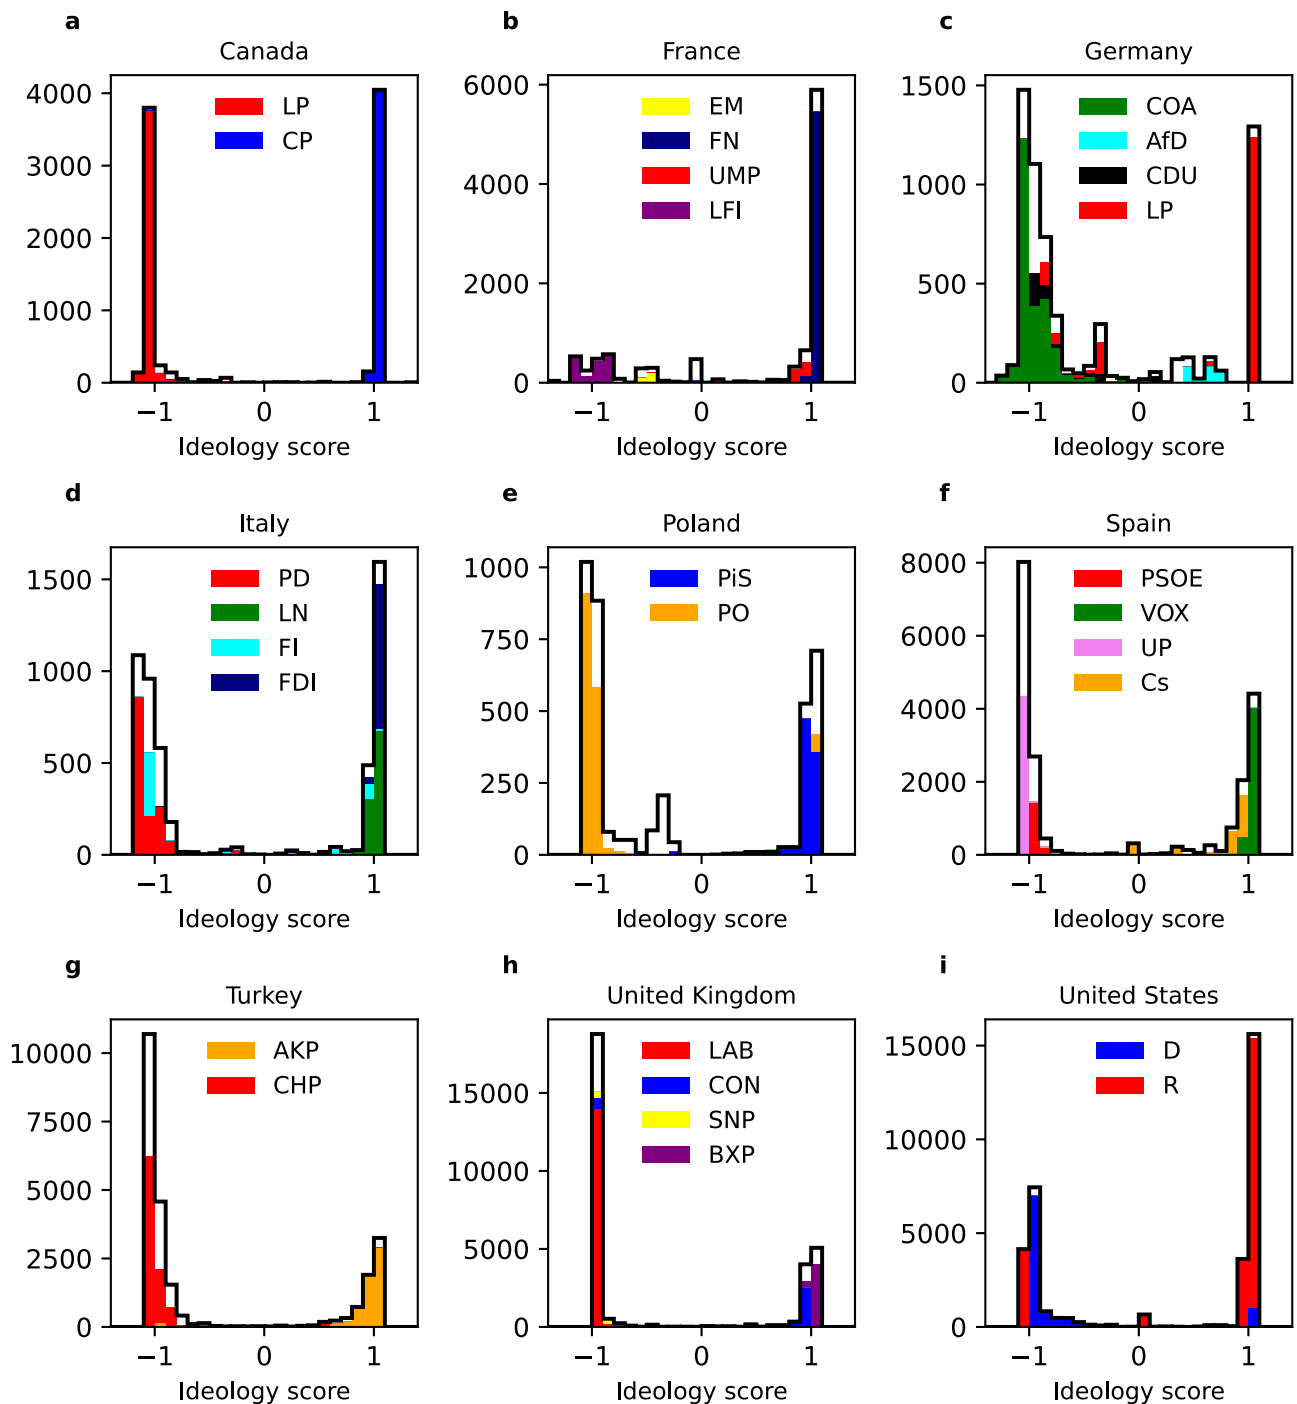 a
Canada
4000
3000
2000
1000
0
LP
CP
−1 0 1
Ideology score
b
France
6000
4000
2000
0
EM
FN
UMP
LFI
−1 0 1
Ideology score
c
Germany
1500
1000
500
0
COA
AfD
CDU
LP
−1 0 1
Ideology score
d
Italy
1500
1000
500
0
PD
LN
FI
FDI
−1 0 1
Ideology score
e
Poland
1000
750
500
250
0
PiS
PO
−1 0 1
Ideology score
f
Spain
8000
6000
4000
2000
0
PSOE
VOX
UP
Cs
−1 0 1
Ideology score
g
Turkey
10000
7500
5000
2500
0
AKP
CHP
−1 0 1
Ideology score
h
United Kingdom
15000
10000
5000
0
LAB
CON
SNP
BXP
−1 0 1
Ideology score
i
United States
15000
10000
5000
0
D
R
−1 0 1
Ideology score